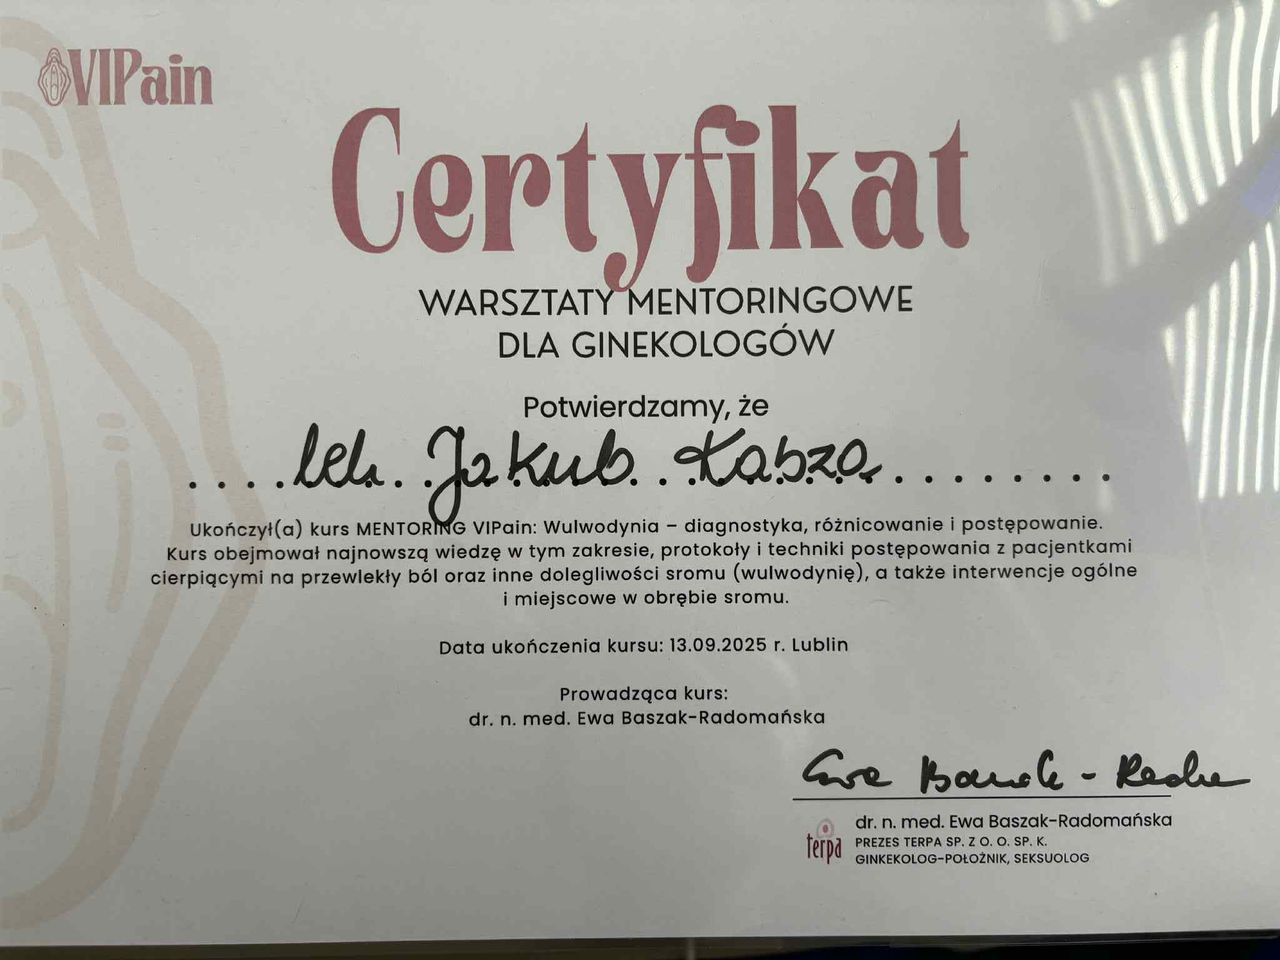 VIPain
Certyfikat
WARSZTATY MENTORINGOWE
DLA GINEKOLOGÓW
Potwierdzamy, że
....lek. Jakub Kabza........
Ukończył(a) kurs MENTORING VIPain: Wulwodynia – diagnostyka, różnicowanie i postępowanie.
Kurs obejmował najnowszą wiedzę w tym zakresie, protokoły i techniki postępowania z pacjentkami
cierpiącymi na przewlekły ból oraz inne dolegliwości sromu (wulwodynię), a także interwencje ogólne
i miejscowe w obrębie sromu.
Data ukończenia kursu: 13.09.2025 r. Lublin
Prowadząca kurs:
dr. n. med. Ewa Baszak-Radomańska
terpa
dr. n. med. Ewa Baszak-Radomańska
PREZES TERPA SP. Z O. O. SP. K.
GINKEKOLOG-POŁOŻNIK, SEKSUOLOG